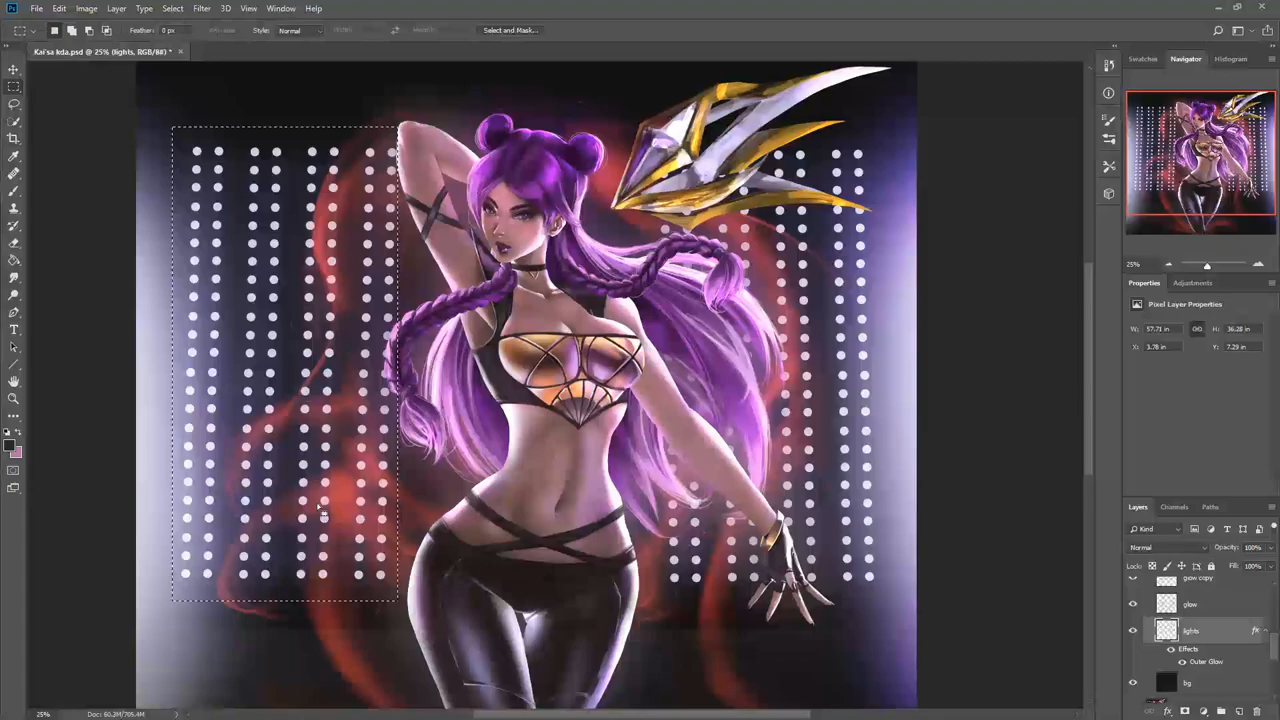 Ps File Edit Image Layer Type Select Filter 3D View Window Help
Feather: 0 px Style: Normal Select and Mask...
Kai'sa kda.psd @ 25% (lights, RGB/8#) *
Swatches Navigator Histogram
25%
Properties Adjustments
Pixel Layer Properties
W: 57.71 in H: 36.28 in
X: 3.78 in Y: 7.29 in
Layers Channels Paths
Kind
Normal Opacity: 100%
Lock: Fill: 100%
glow copy
glow
lights fx
Effects
Outer Glow
bg
25% Doc: 80.3M/705.4M